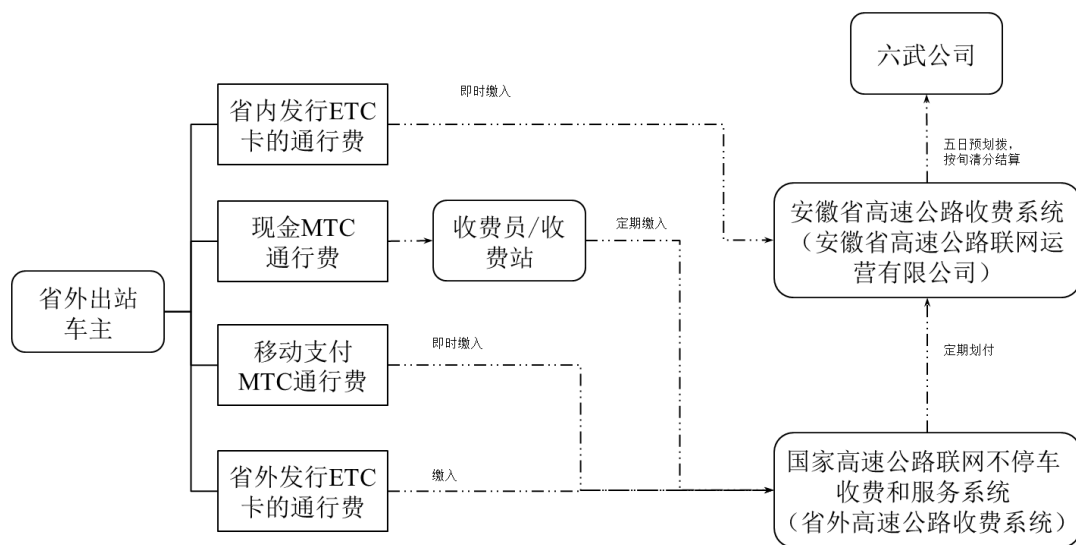 六武公司
省内发行ETC
卡的通行费
即时缴入
五日预划拨，
按旬清分结算
现金MTC
通行费
收费员/收
费站
定期缴入
安徽省高速公路收费系统
（安徽省高速公路联网运
营有限公司）
省外出站
车主
移动支付
MTC通行费
即时缴入
定期划付
省外发行ETC
卡的通行费
缴入
国家高速公路联网不停车
收费和服务系统
（省外高速公路收费系统）